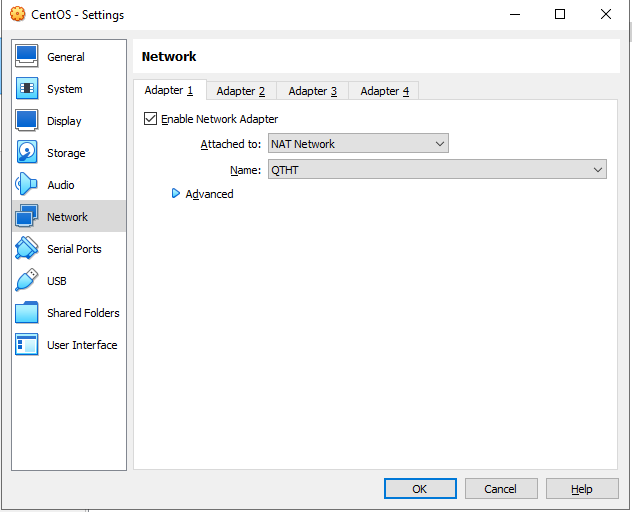 CentOS - Settings
General
System
Display
Storage
Audio
Network
Serial Ports
USB
Shared Folders
User Interface
Network
Adapter 1
Adapter 2
Adapter 3
Adapter 4
Enable Network Adapter
Attached to: NAT Network
Name: QTHT
Advanced
OK
Cancel
Help